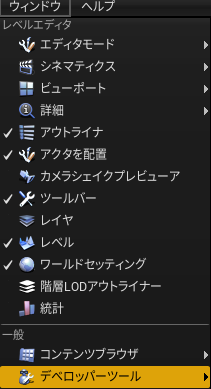 ウィンドウ ヘルプ
レベルエディタ
エディタモード
シネマティクス
ビューポート
詳細
アウトライナ
アクタを配置
カメラシェイクプレビューア
ツールバー
レイヤ
レベル
ワールドセッティング
階層LODアウトライナー
統計
一般
コンテンツブラウザ
デベロッパーツール